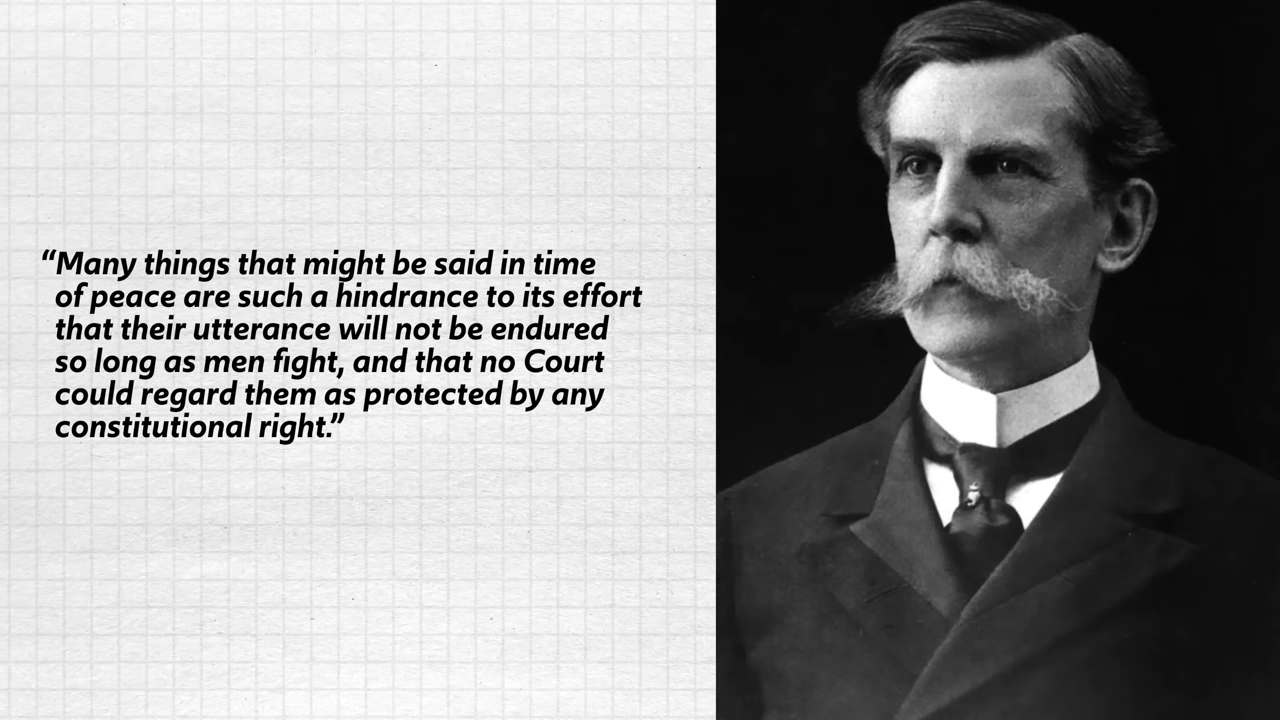 “Many things that might be said in time
of peace are such a hindrance to its effort
that their utterance will not be endured
so long as men fight, and that no Court
could regard them as protected by any
constitutional right.”